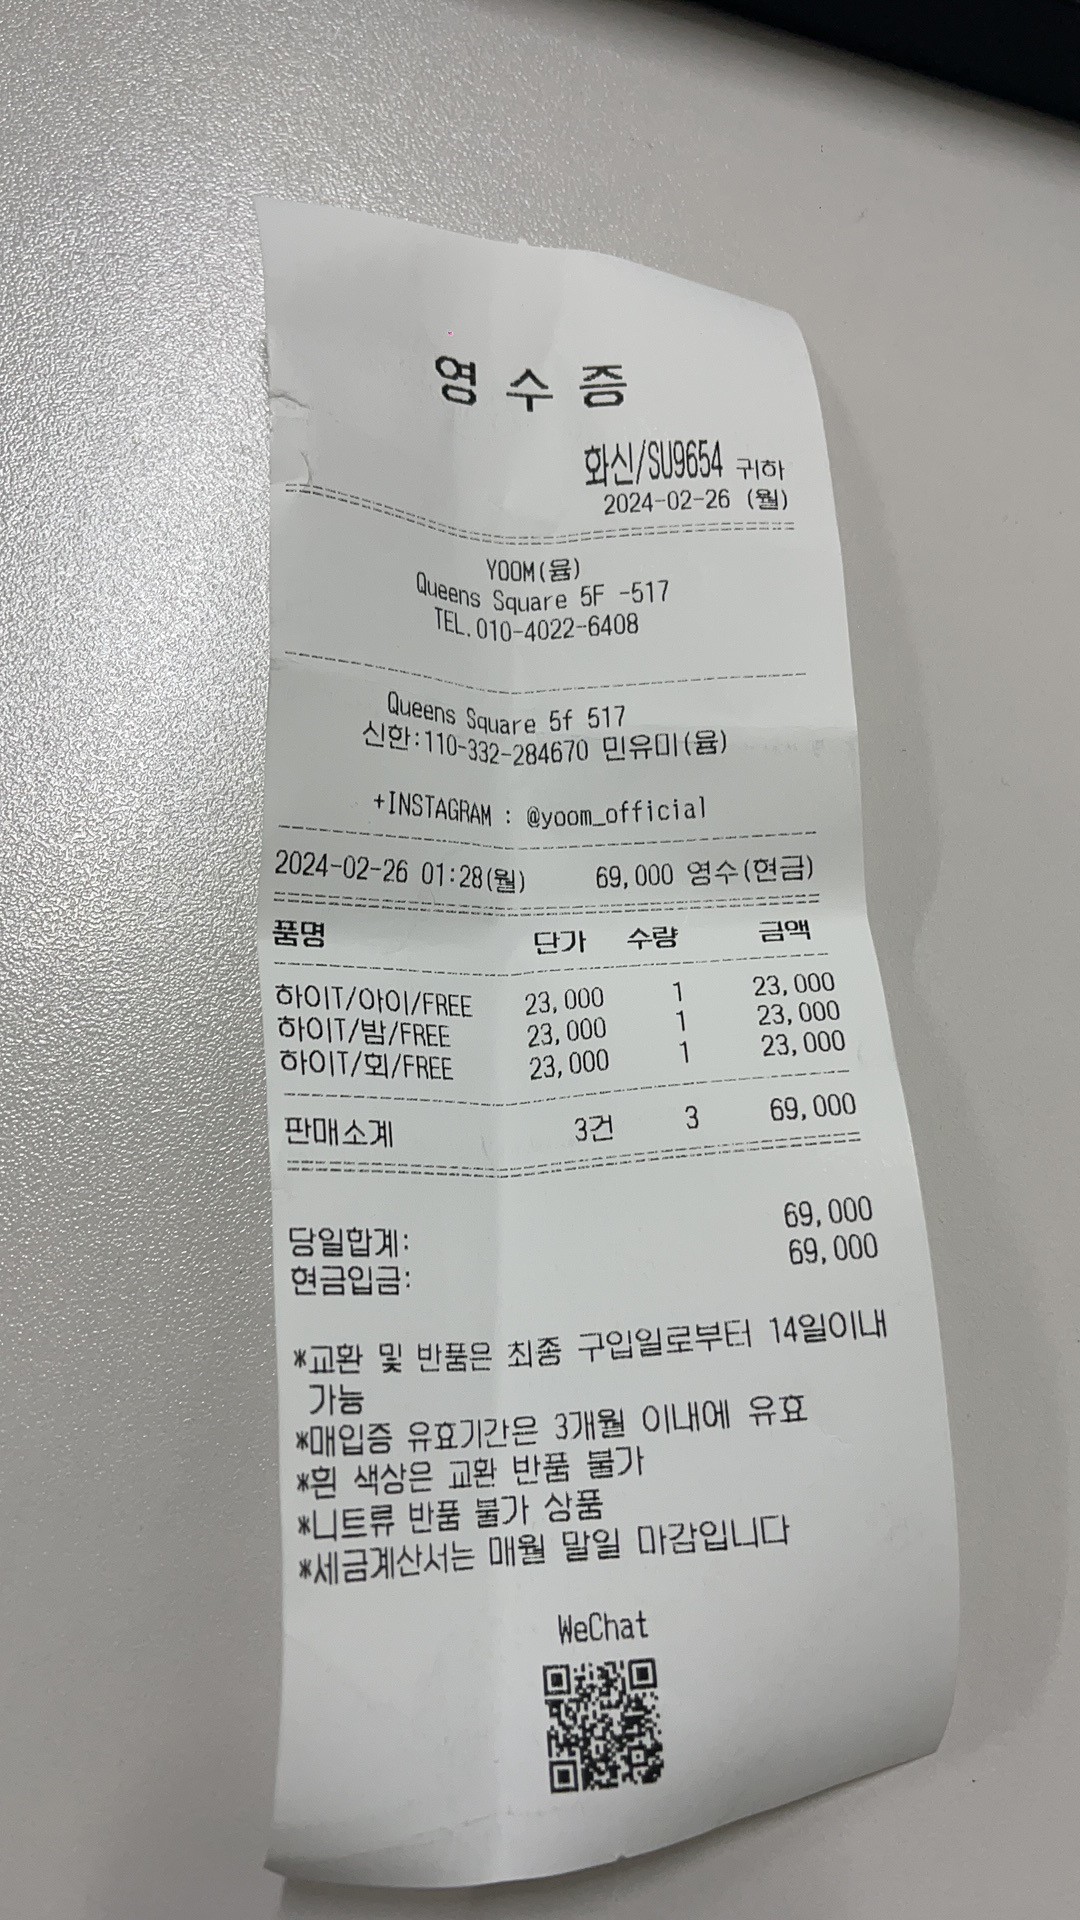 영 수 증
화신/SU9654 귀하
2024-02-26 (월)
YOOM(윰)
Queens Square 5F -517
TEL.010-4022-6408
Queens Square 5f 517
신한:110-332-284670 민유미(윰)
+INSTAGRAM : @yoom_official
2024-02-26 01:28(월) 69,000 영수(현금)
품명 단가 수량 금액
하이T/아이/FREE 23,000 1 23,000
하이T/밤/FREE 23,000 1 23,000
하이T/회/FREE 23,000 1 23,000
판매소계 3건 3 69,000
당일합계: 69,000
현금입금: 69,000
*교환 및 반품은 최종 구입일로부터 14일이내
가능
*매입증 유효기간은 3개월 이내에 유효
*흰 색상은 교환 반품 불가
*니트류 반품 불가 상품
*세금계산서는 매월 말일 마감입니다
WeChat